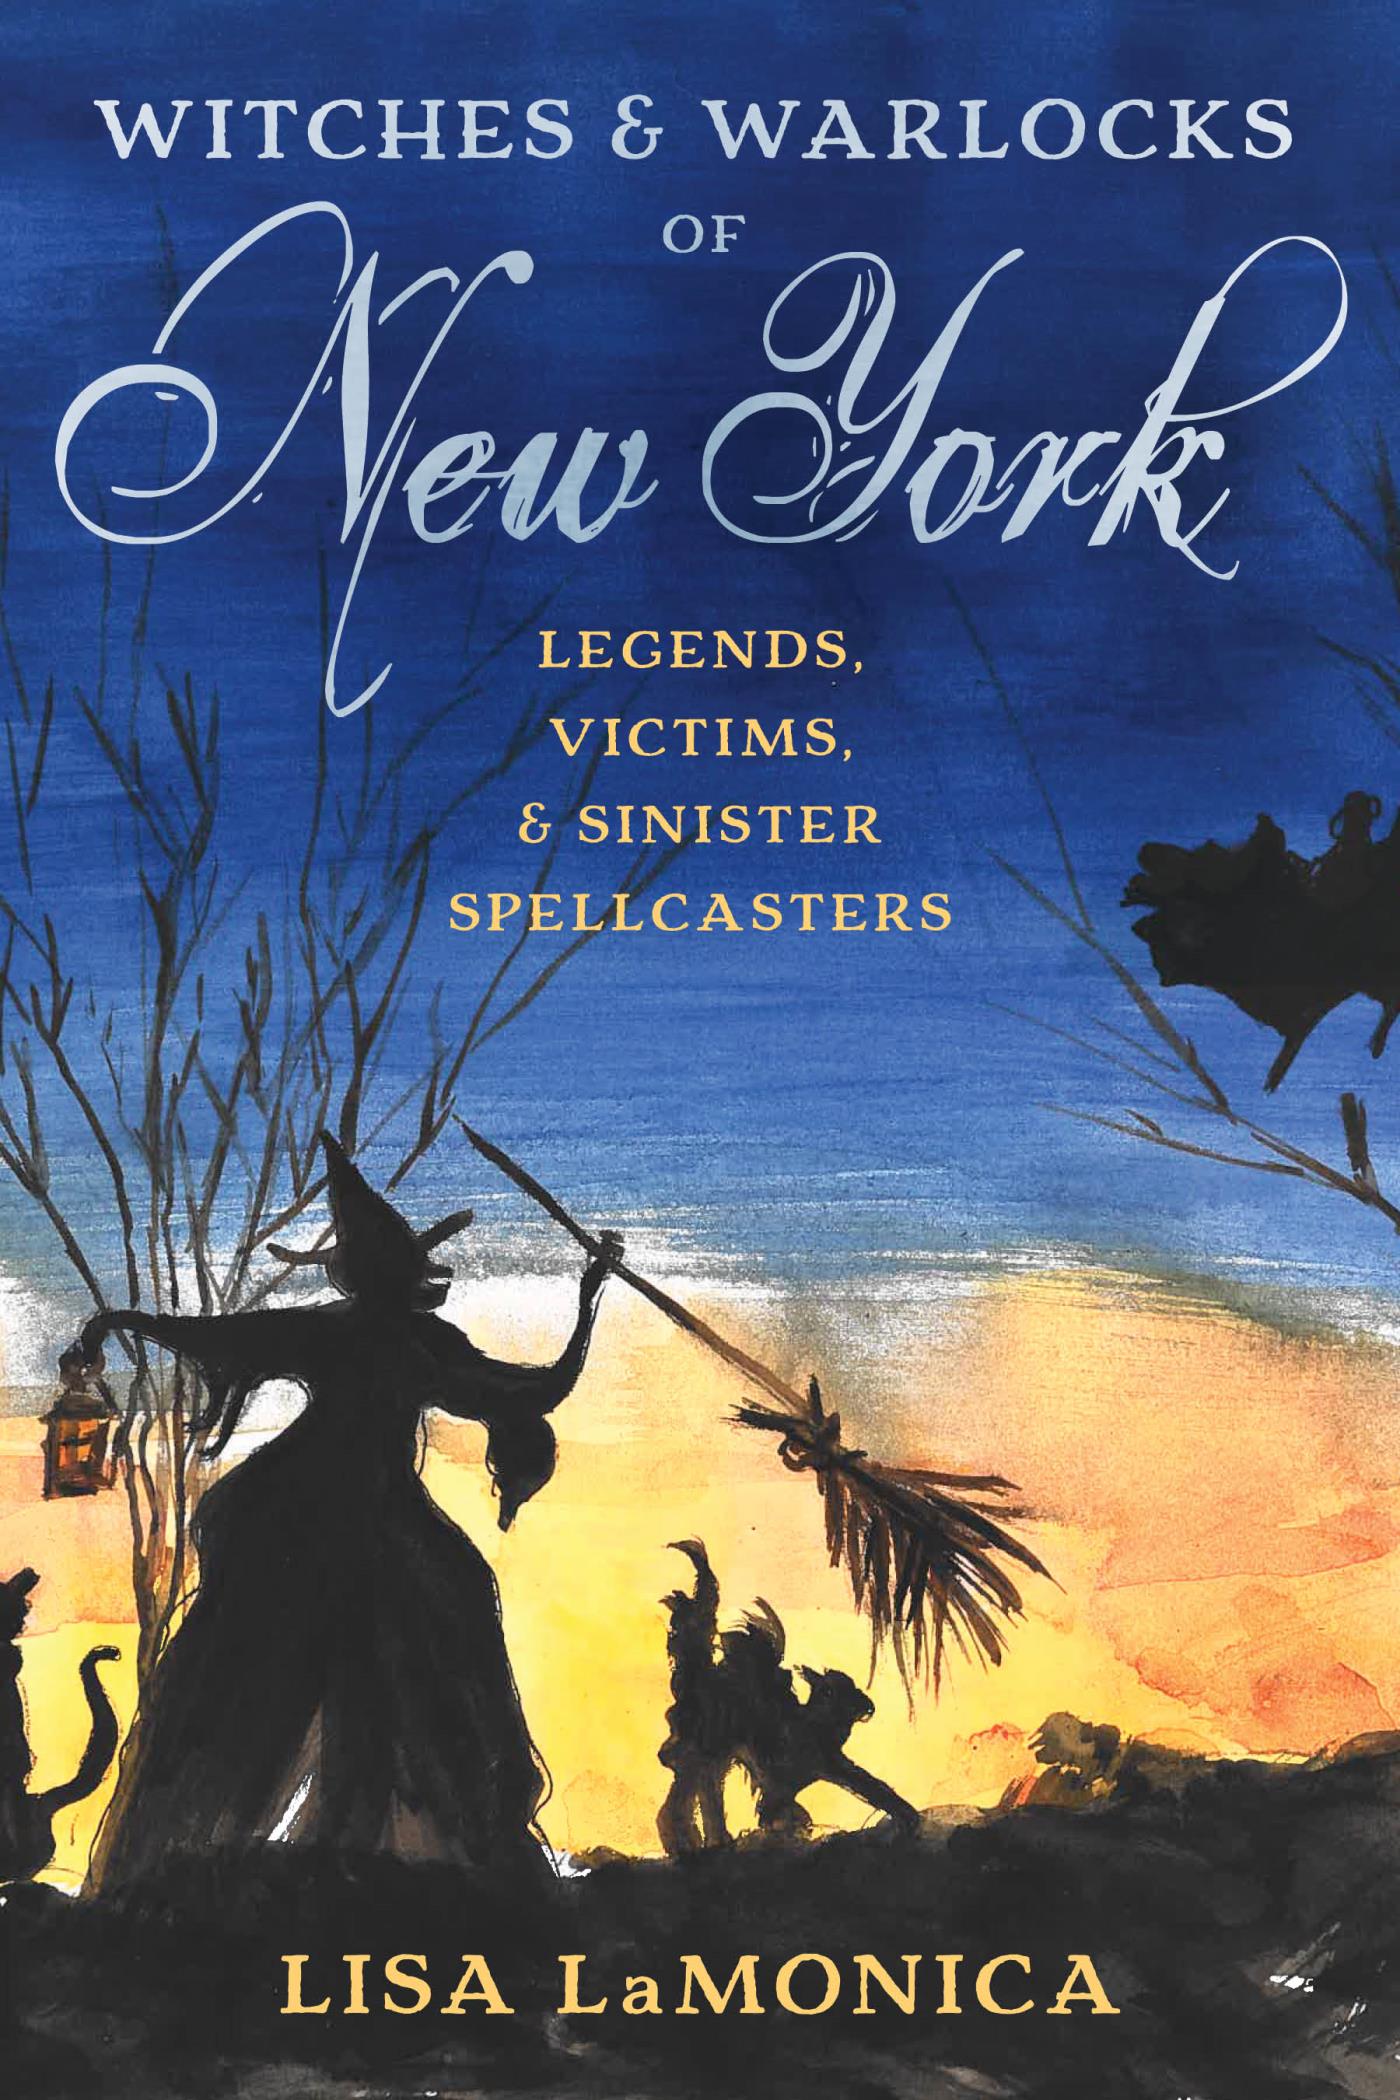 WITCHES & WARLOCKS
OF
New York
LEGENDS,
VICTIMS,
& SINISTER
SPELLCASTERS
LISA LaMONICA